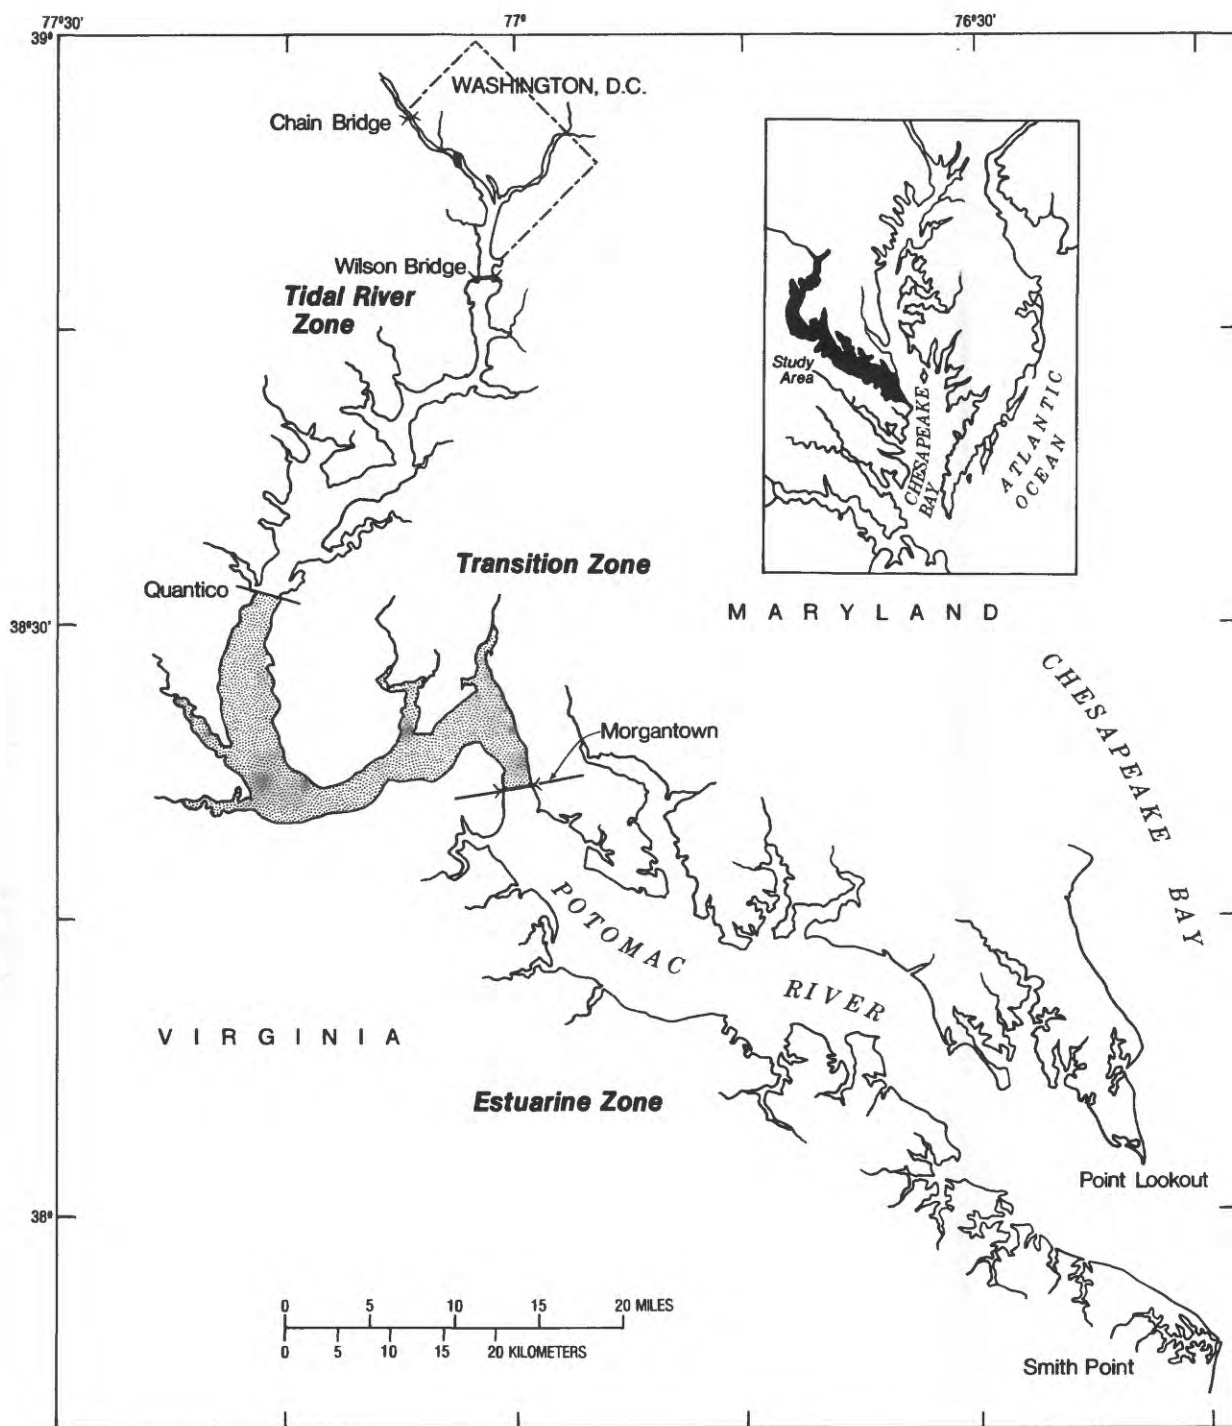 77°30'
77°
76°30'
39°
WASHINGTON, D.C.
Chain Bridge
Wilson Bridge
Tidal River
Zone
Study
Area
CHESAPEAKE
BAY
ATLANTIC
OCEAN
Transition Zone
Quantico
MARYLAND
38°30'
CHESAPEAKE BAY
Morgantown
POTOMAC RIVER
VIRGINIA
Estuarine Zone
Point Lookout
38°
0 5 10 15 20 MILES
0 5 10 15 20 KILOMETERS
Smith Point